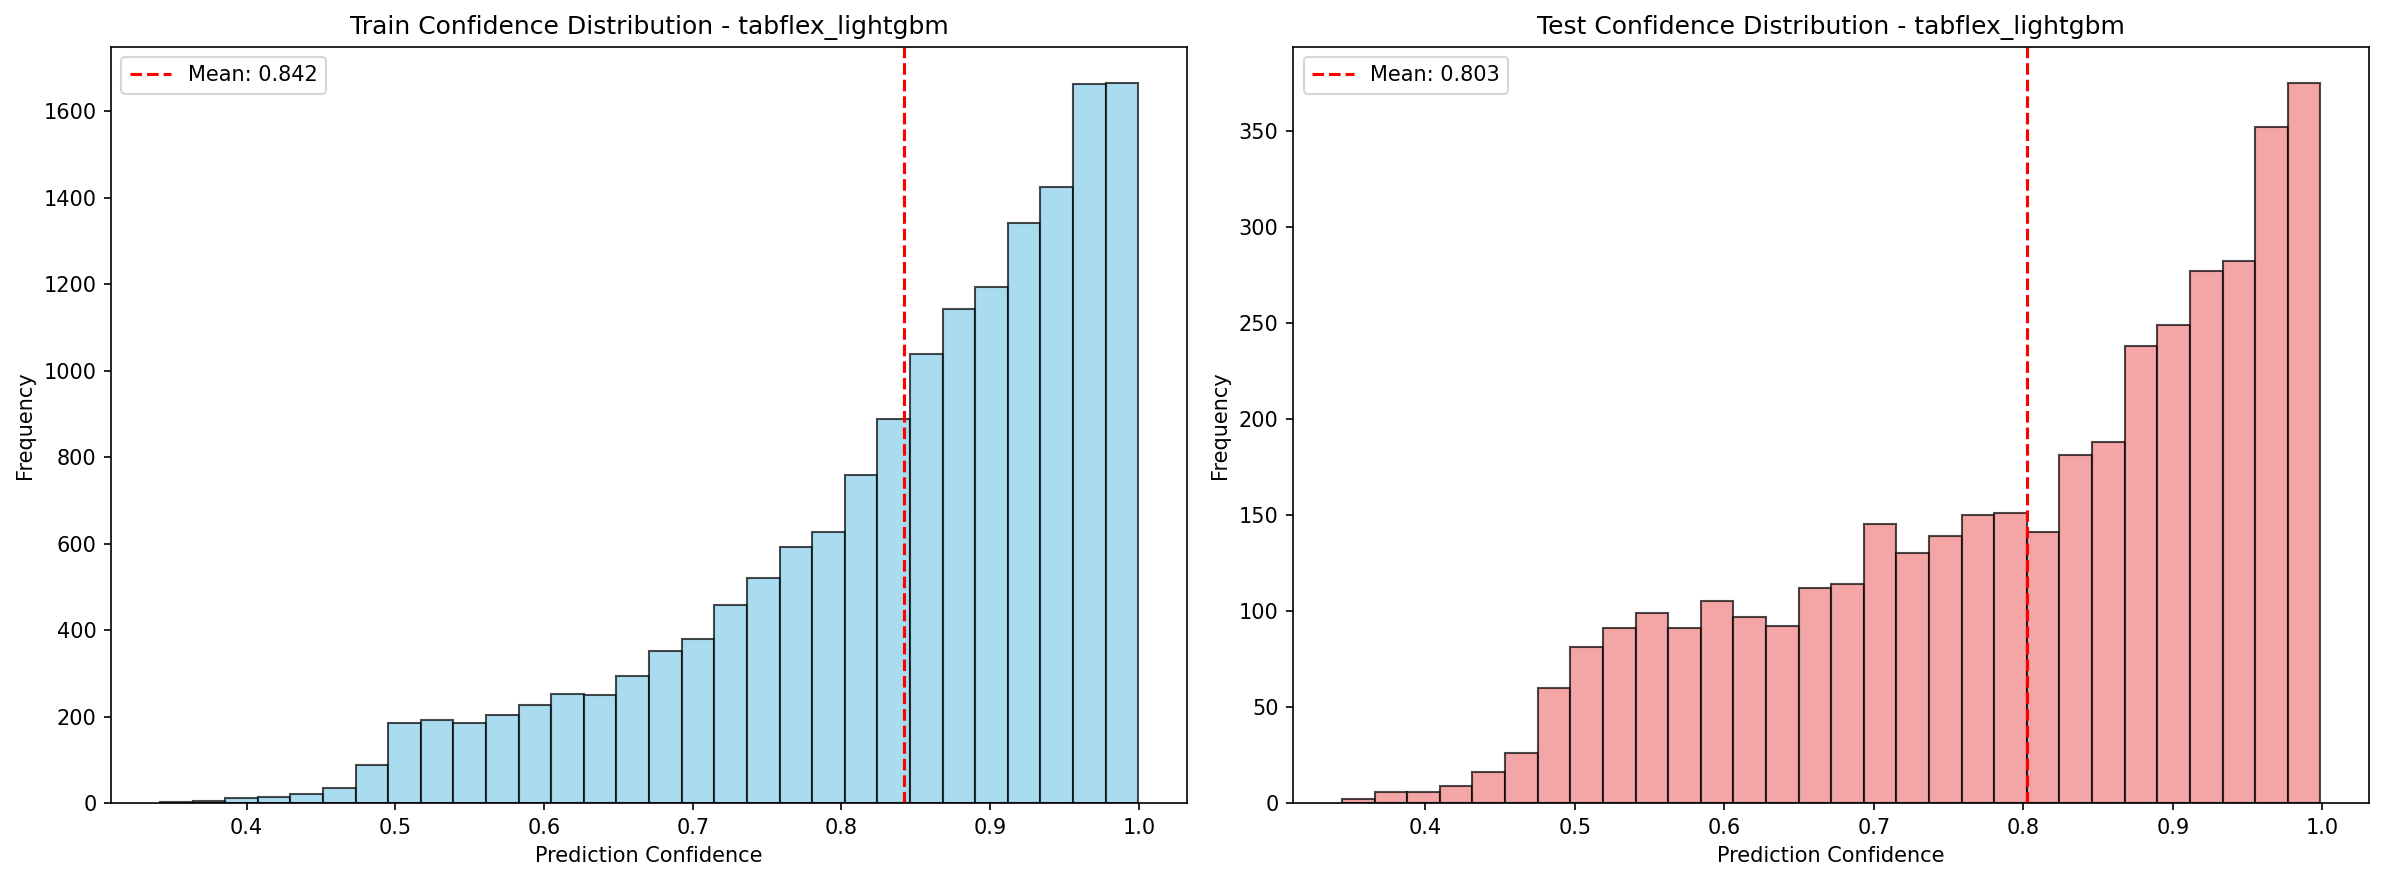 Train Confidence Distribution - tabflex_lightgbm
Mean: 0.842
Frequency
1600
1400
1200
1000
800
600
400
200
0
0.4 0.5 0.6 0.7 0.8 0.9 1.0
Prediction Confidence
Test Confidence Distribution - tabflex_lightgbm
Mean: 0.803
Frequency
350
300
250
200
150
100
50
0
0.4 0.5 0.6 0.7 0.8 0.9 1.0
Prediction Confidence